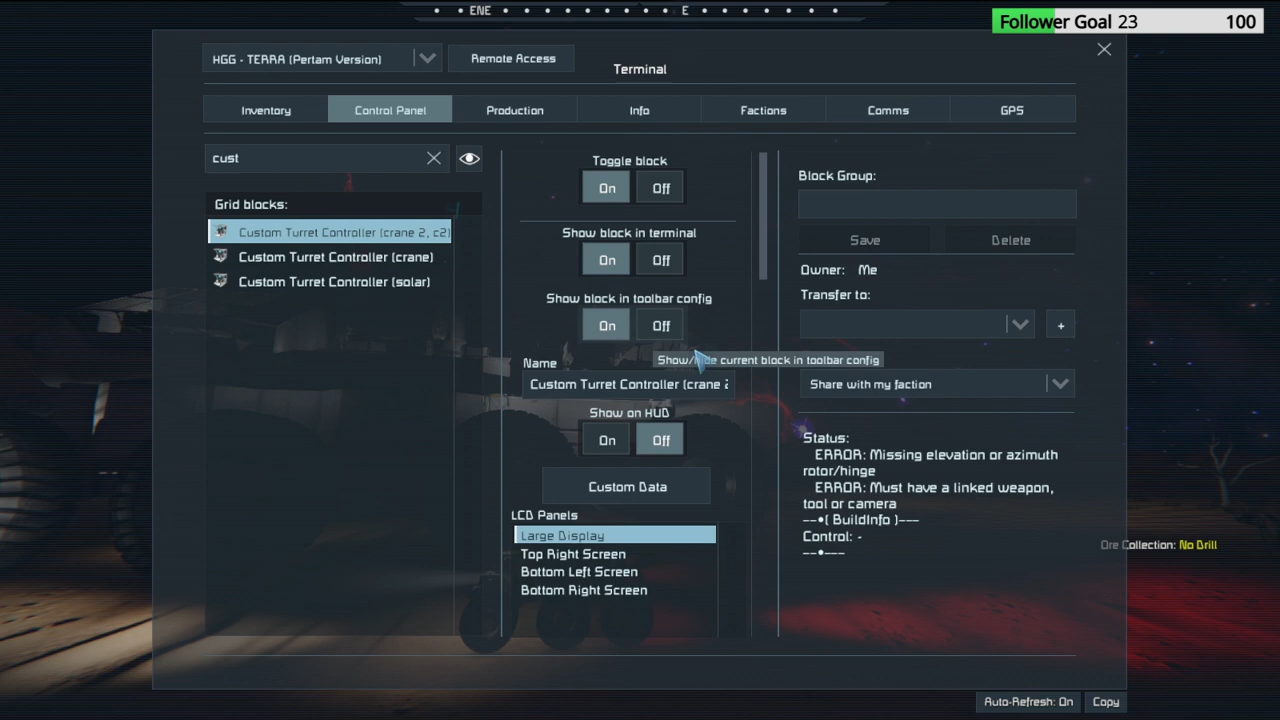 ENE
E
Follower Goal 23
100
HGG - TERRA (Pertam Version)
Remote Access
Terminal
Inventory
Control Panel
Production
Info
Factions
Comms
GPS
cust
Grid blocks:
Custom Turret Controller (crane 2, c2)
Custom Turret Controller (crane)
Custom Turret Controller (solar)
Toggle block
On
Off
Show block in terminal
On
Off
Show block in toolbar config
On
Off
Show/hide current block in toolbar config
Name
Custom Turret Controller (crane 2
Show on HUD
On
Off
Custom Data
LCD Panels
Large Display
Top Right Screen
Bottom Left Screen
Bottom Right Screen
Block Group:
Save
Delete
Owner: Me
Transfer to:
+
Share with my faction
Status:
ERROR: Missing elevation or azimuth
rotor/hinge
ERROR: Must have a linked weapon,
tool or camera
--•( BuildInfo )---
Control: -
--•---
Ore Collection: No Drill
Auto-Refresh: On
Copy